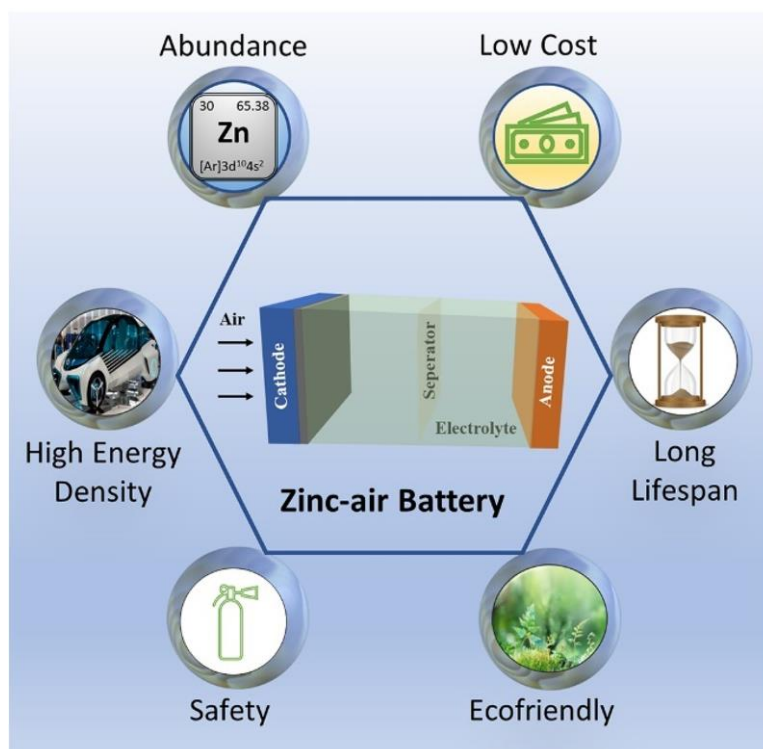 Abundance
Low Cost
30 65.38
Zn
[Ar]3d¹⁰4s²
Air
Cathode
Seperator
Electrolyte
Anode
High Energy
Density
Long
Lifespan
Zinc-air Battery
Safety
Ecofriendly